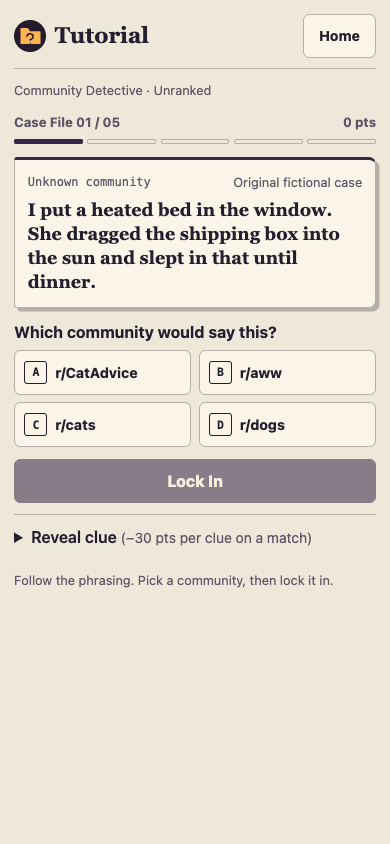 Tutorial
Home
Community Detective · Unranked
Case File 01 / 05
0 pts
Unknown community
Original fictional case
I put a heated bed in the window.
She dragged the shipping box into
the sun and slept in that until
dinner.
Which community would say this?
A r/CatAdvice
B r/aww
C r/cats
D r/dogs
Lock In
Reveal clue (−30 pts per clue on a match)
Follow the phrasing. Pick a community, then lock it in.